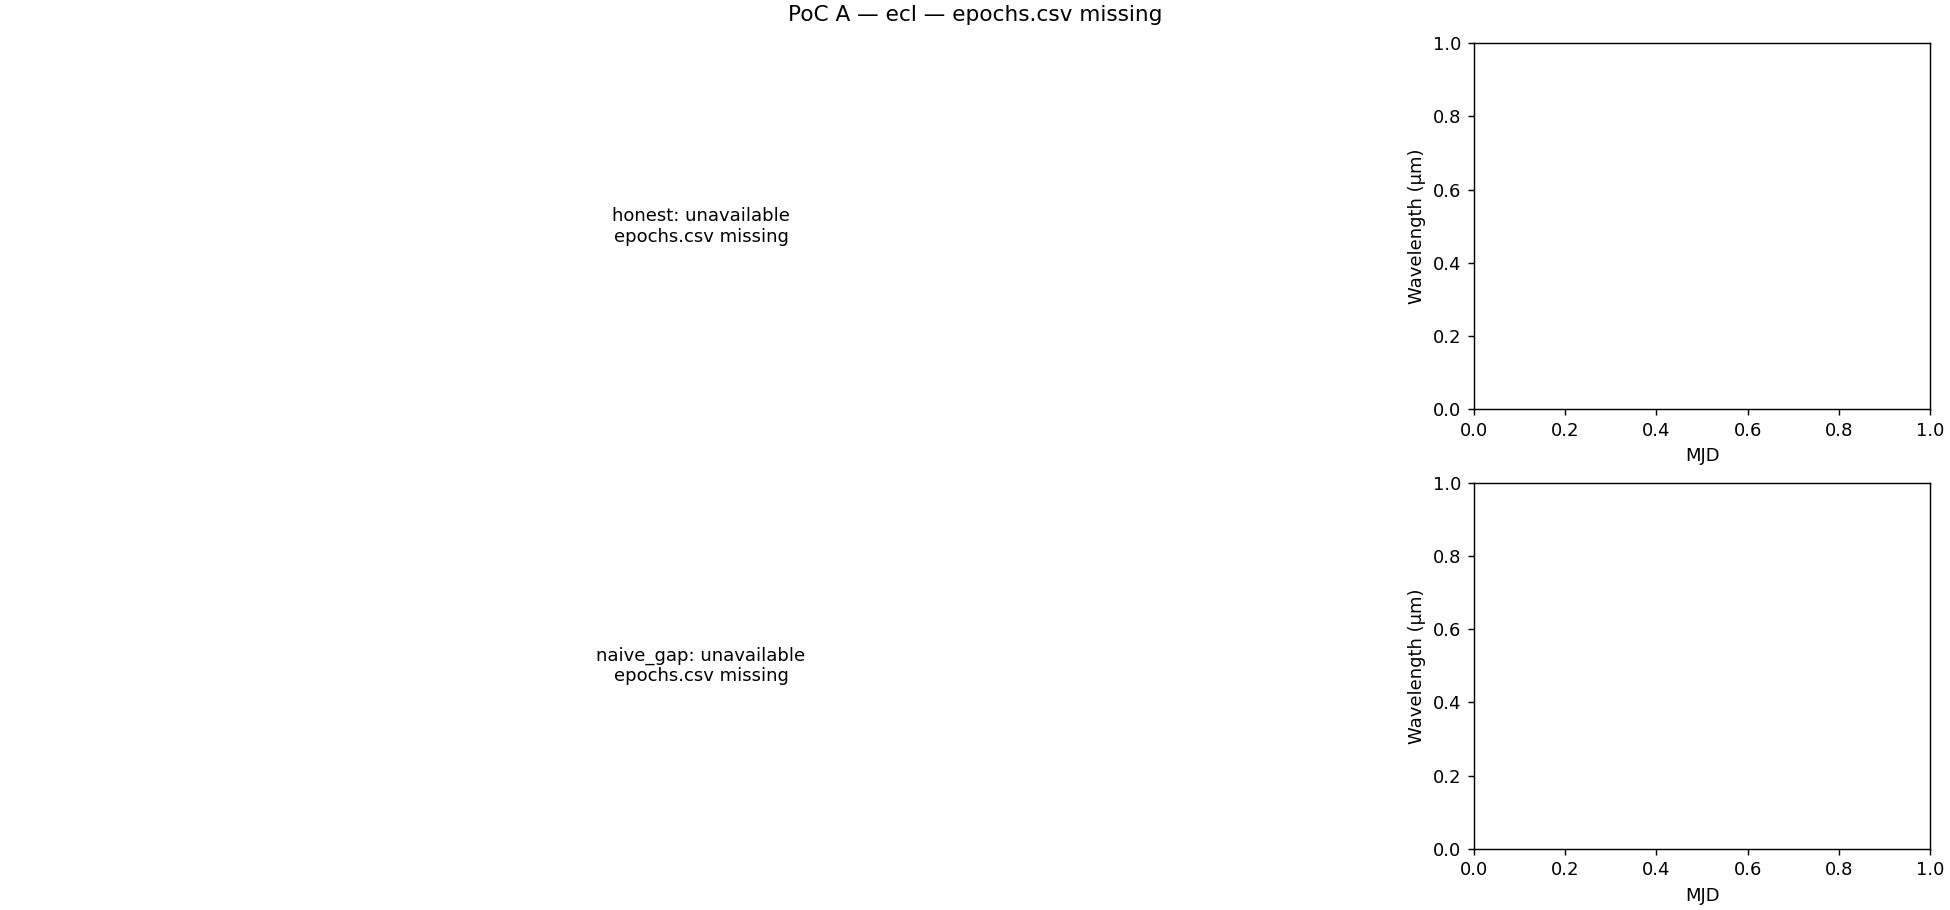 PoC A — ecl — epochs.csv missing
honest: unavailable
epochs.csv missing
1.0
0.8
0.6
0.4
0.2
0.0
Wavelength (μm)
0.0 0.2 0.4 0.6 0.8 1.0
MJD
naive_gap: unavailable
epochs.csv missing
1.0
0.8
0.6
0.4
0.2
0.0
Wavelength (μm)
0.0 0.2 0.4 0.6 0.8 1.0
MJD